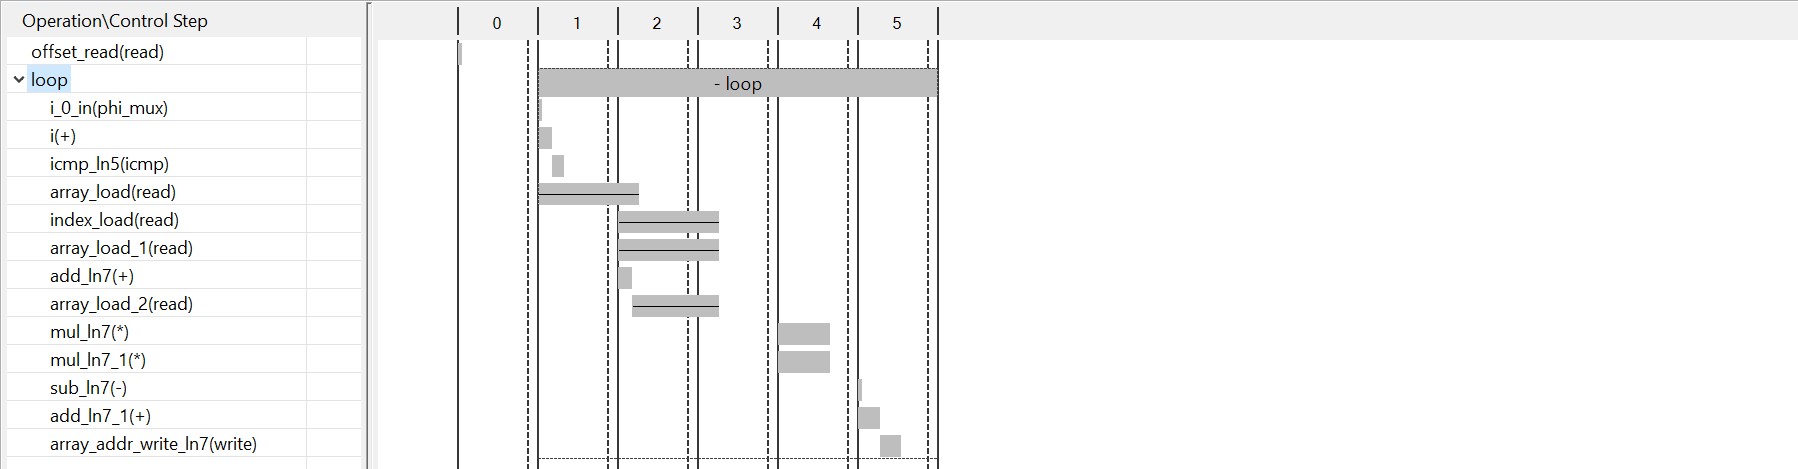 Operation\Control Step 0 1 2 3 4 5
offset_read(read)
loop - loop
i_0_in(phi_mux)
i(+)
icmp_ln5(icmp)
array_load(read)
index_load(read)
array_load_1(read)
add_ln7(+)
array_load_2(read)
mul_ln7(*)
mul_ln7_1(*)
sub_ln7(-)
add_ln7_1(+)
array_addr_write_ln7(write)